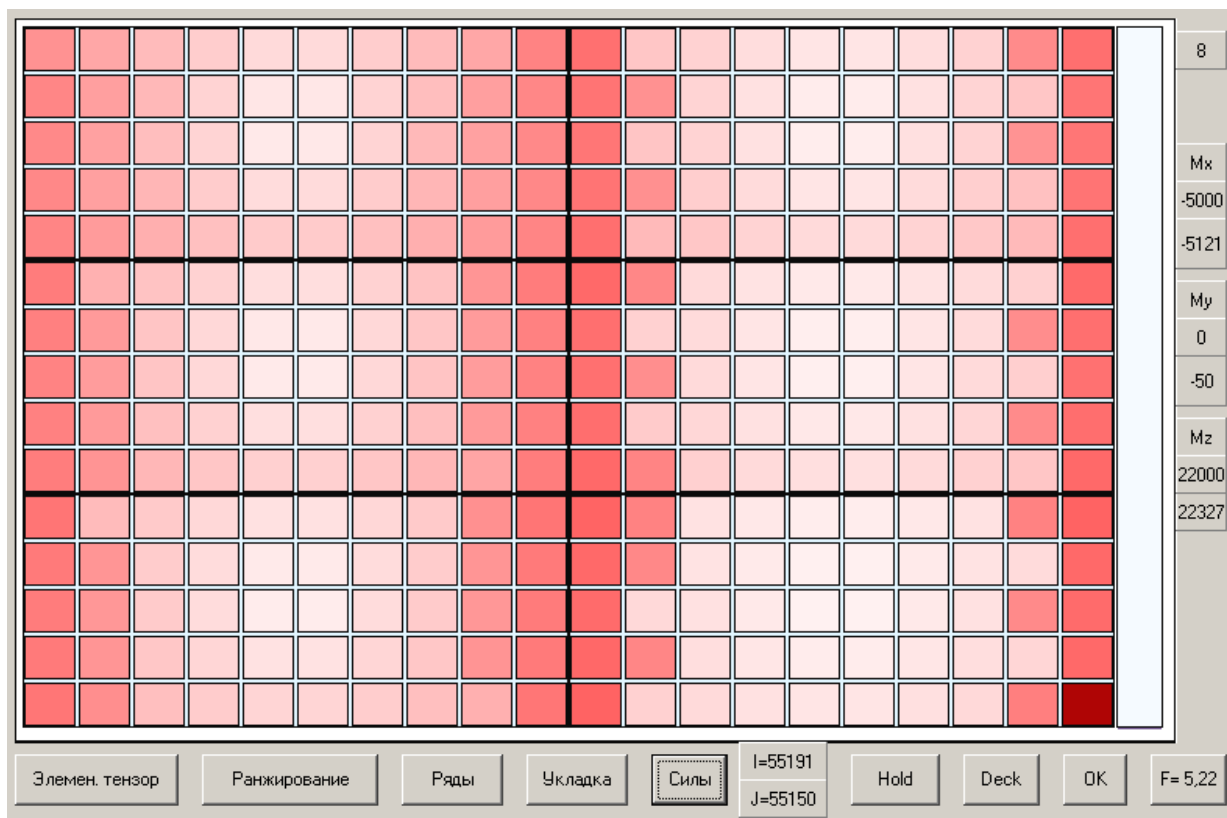 8
Mx
-5000
-5121
My
0
-50
Mz
22000
22327
Элемен. тензор
Ранжирование
Ряды
Укладка
Силы
I=55191
J=55150
Hold
Deck
OK
F= 5,22